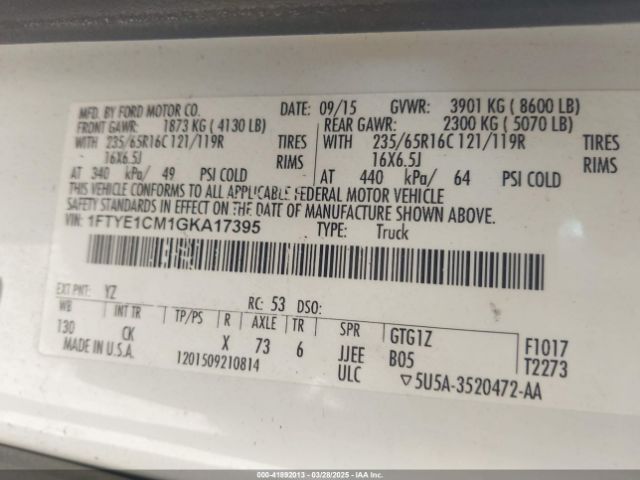 MFD. BY FORD MOTOR CO. DATE: 09/15 GVWR: 3901 KG ( 8600 LB)
FRONT GAWR: 1873 KG ( 4130 LB) REAR GAWR: 2300 KG ( 5070 LB)
WITH 235/65R16C 121/119R TIRES WITH 235/65R16C 121/119R TIRES
16X6.5J RIMS 16X6.5J RIMS
AT 340 kPa/ 49 PSI COLD AT 440 kPa/ 64 PSI COLD
THIS VEHICLE CONFORMS TO ALL APPLICABLE FEDERAL MOTOR VEHICLE
SAFETY STANDARDS IN EFFECT ON THE DATE OF MANUFACTURE SHOWN ABOVE.
VIN: 1FTYE1CM1GKA17395 TYPE: Truck
EXT PNT: YZ RC: 53 DSO:
WB INT TR TP/PS R AXLE TR SPR GTG1Z F1017
130 CK X 73 6 JJEE B05 T2273
MADE IN U.S.A. 1201509210814 ULC ▽5U5A-3520472-AA
00-41892013 | 03/28/2025 - COPYRIGHT IAA, LLC